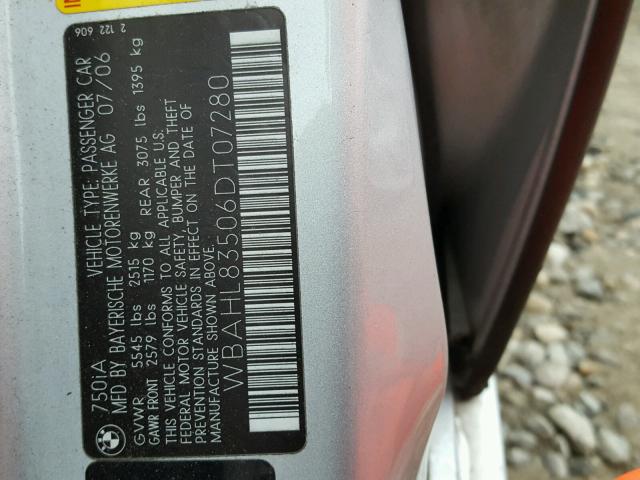 750iA VEHICLE TYPE: PASSENGER CAR
MFD BY BAYERISCHE MOTORENWERKE AG 07/06
GVWR 5545 lbs 2515 kg
GAWR FRONT 2579 lbs 1170 kg REAR 3075 lbs 1395 kg
THIS VEHICLE CONFORMS TO ALL APPLICABLE U.S.
FEDERAL MOTOR VEHICLE SAFETY, BUMPER AND THEFT
PREVENTION STANDARDS IN EFFECT ON THE DATE OF
MANUFACTURE SHOWN ABOVE.
WBAHL83506DT07280
2 122 606